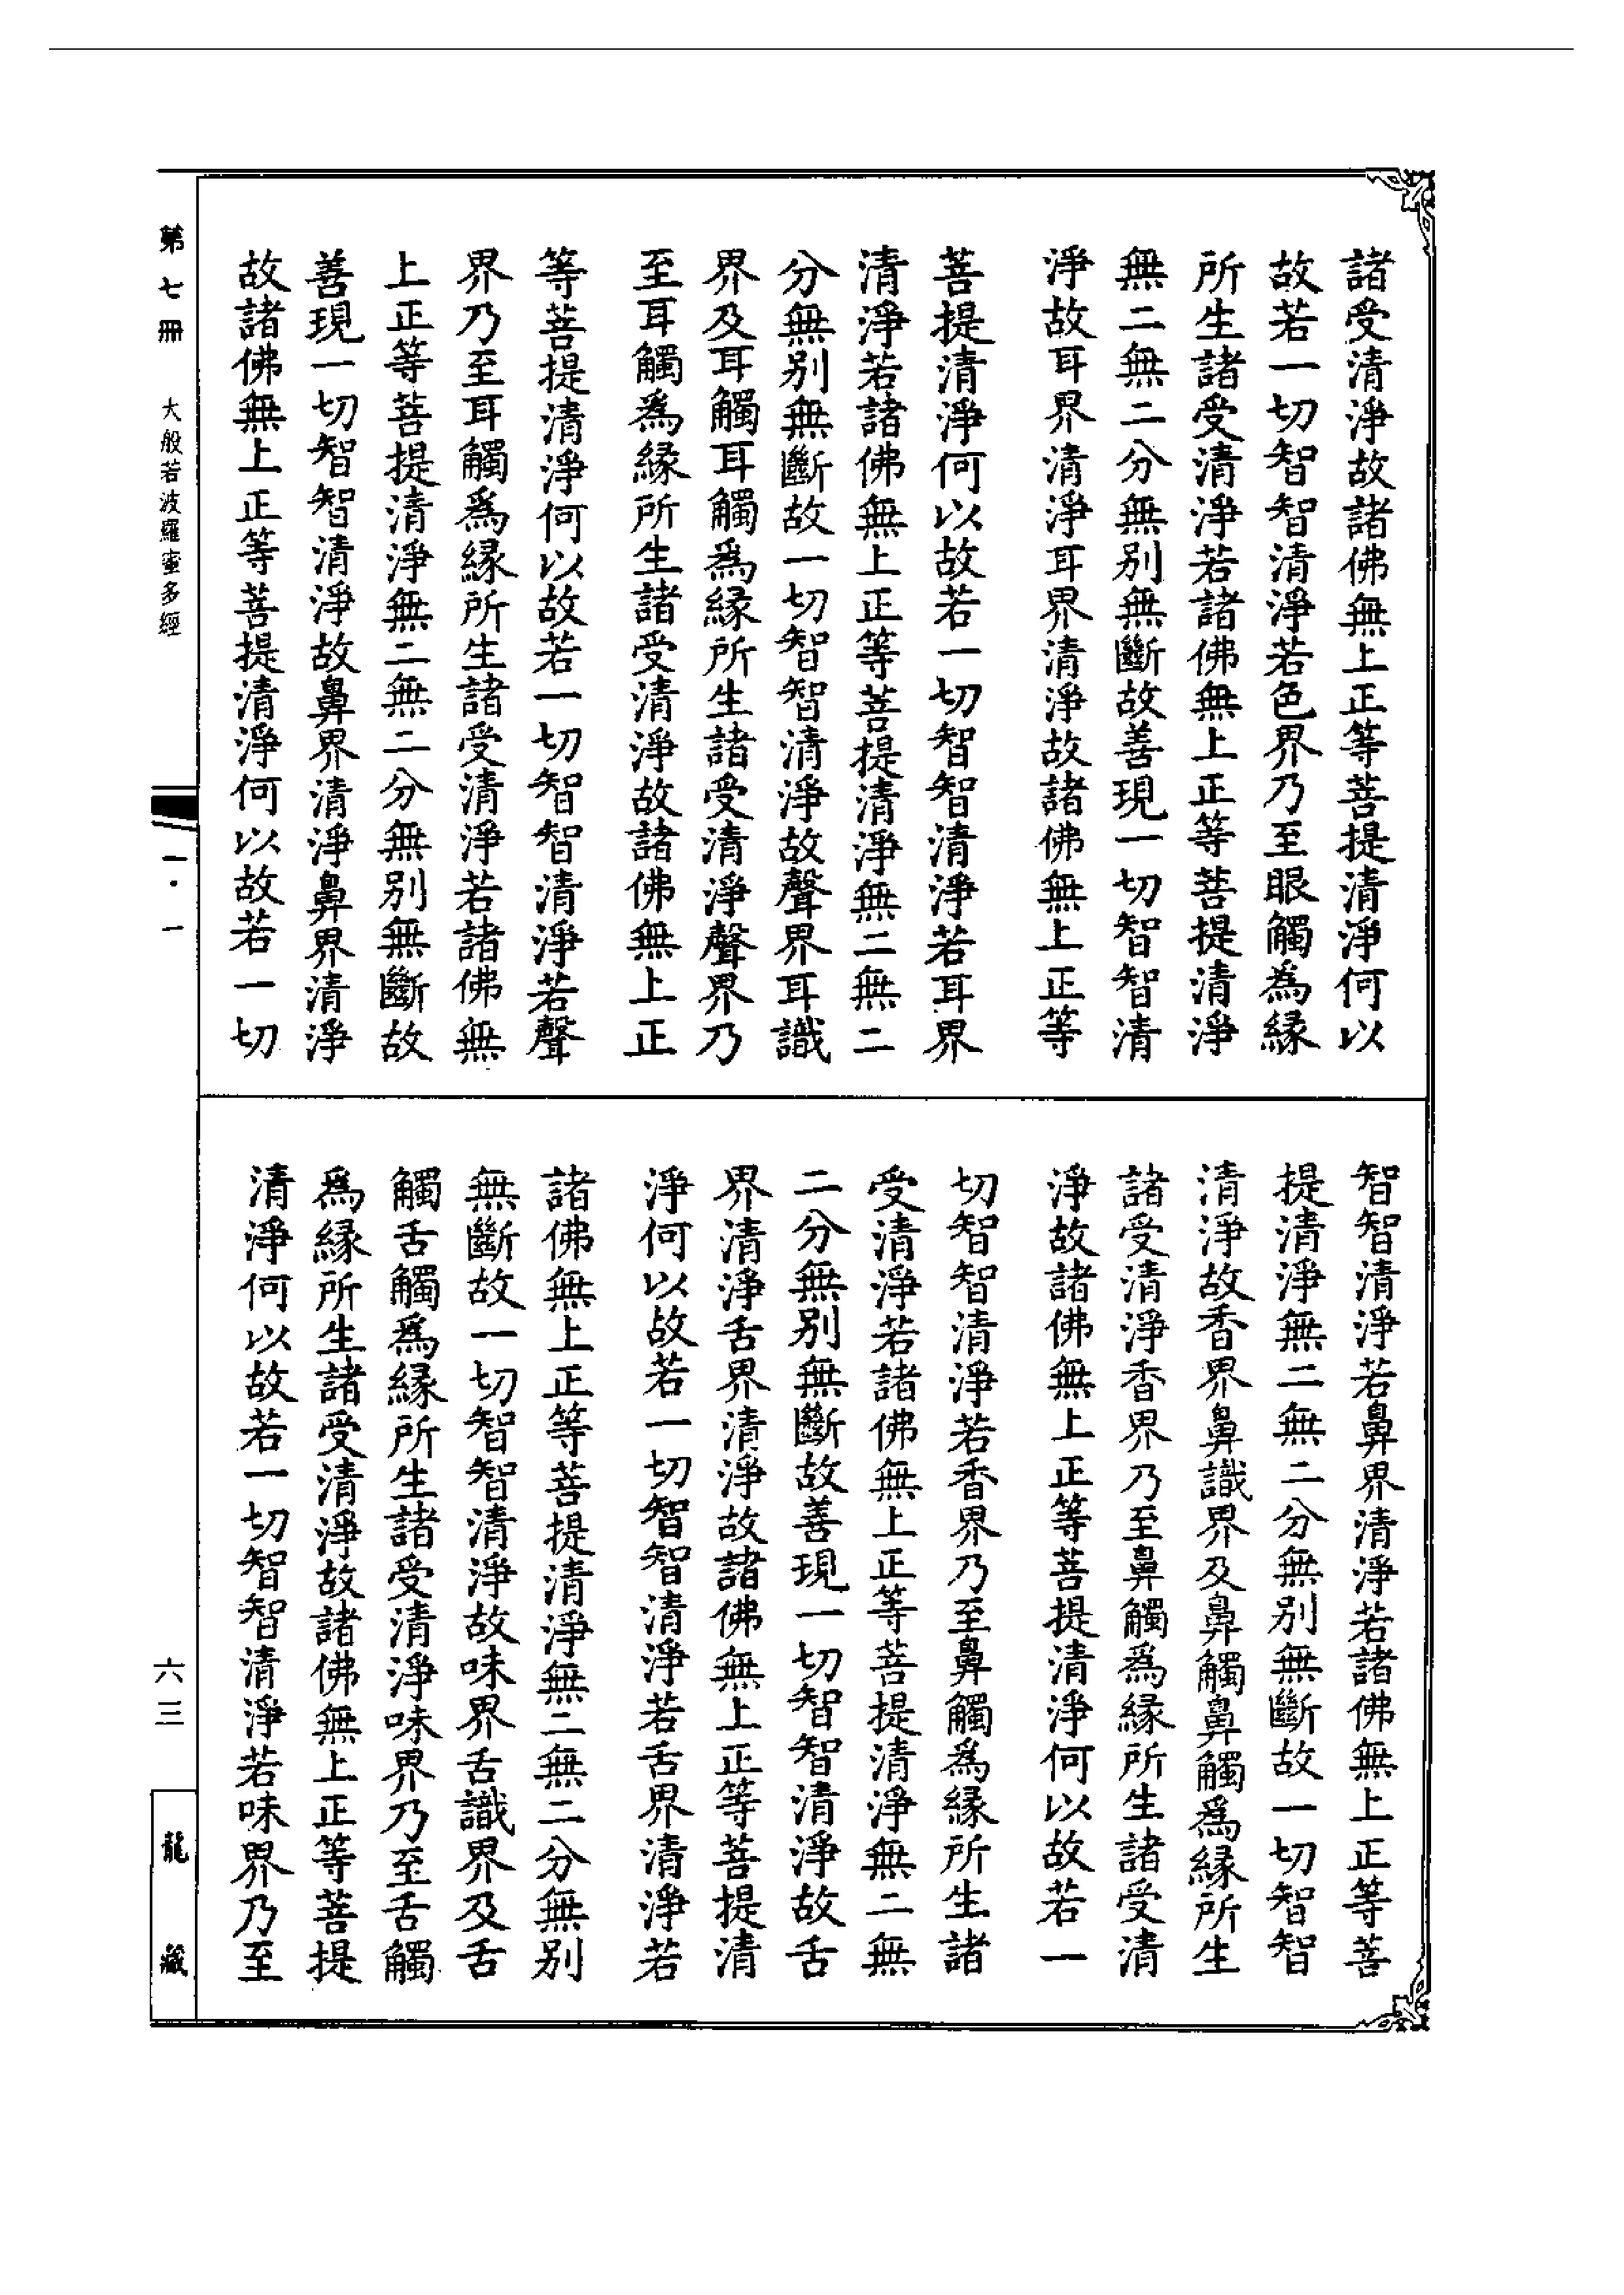 諸受清淨故諸佛無上正等菩提清淨何以
故若一切智智清淨若色界乃至眼觸為緣
所生諸受清淨若諸佛無上正等菩提清淨
無二無二分無別無斷故善現一切智智清
淨故耳界清淨耳界清淨故諸佛無上正等
菩提清淨何以故若一切智智清淨若耳界
清淨若諸佛無上正等菩提清淨無二無二
分無別無斷故一切智智清淨故聲界耳識
界及耳觸耳觸為緣所生諸受清淨聲界乃
至耳觸為緣所生諸受清淨故諸佛無上正
等菩提清淨何以故若一切智智清淨若聲
界乃至耳觸為緣所生諸受清淨若諸佛無
上正等菩提清淨無二無二分無別無斷故
善現一切智智清淨故鼻界清淨鼻界清淨
故諸佛無上正等菩提清淨何以故若一切
智智清淨若鼻界清淨若諸佛無上正等菩
提清淨無二無二分無別無斷故一切智智
清淨故香界鼻識界及鼻觸鼻觸為緣所生
諸受清淨香界乃至鼻觸為緣所生諸受清
淨故諸佛無上正等菩提清淨何以故若一
切智智清淨若香界乃至鼻觸為緣所生諸
受清淨若諸佛無上正等菩提清淨無二無
二分無別無斷故善現一切智智清淨故舌
界清淨舌界清淨故諸佛無上正等菩提清
淨何以故若一切智智清淨若舌界清淨若
諸佛無上正等菩提清淨無二無二分無別
無斷故一切智智清淨故味界舌識界及舌
觸舌觸為緣所生諸受清淨味界乃至舌觸
為緣所生諸受清淨故諸佛無上正等菩提
清淨何以故若一切智智清淨若味界乃至
第七冊 大般若波羅蜜多經
一·一
六三
龍藏